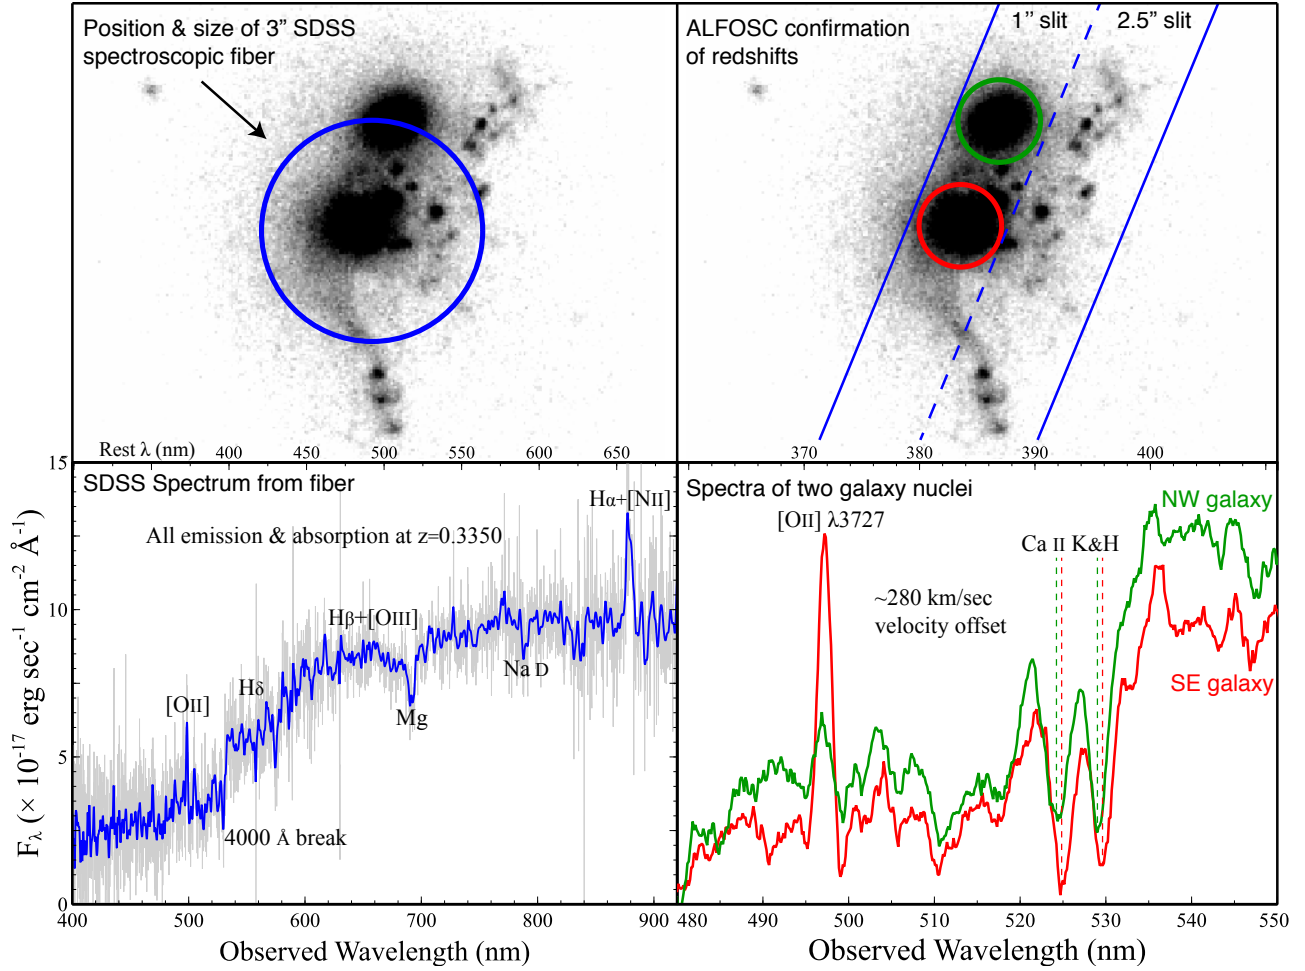 Position & size of 3” SDSS
spectroscopic fiber
ALFOSC confirmation
of redshifts
1” slit
2.5” slit
Rest λ (nm)
400
450
500
550
600
650
370
380
390
400
15
10
5
0
SDSS Spectrum from fiber
All emission & absorption at z=0.3350
Hα+[NII]
Hβ+[OIII]
Hδ
[OII]
Na D
Mg
4000 Å break
Fλ (× 10-17 erg sec-1 cm-2 Å-1)
400
500
600
700
800
900
Observed Wavelength (nm)
Spectra of two galaxy nuclei
NW galaxy
[OII] λ3727
Ca II K&H
~280 km/sec
velocity offset
SE galaxy
480
490
500
510
520
530
540
550
Observed Wavelength (nm)